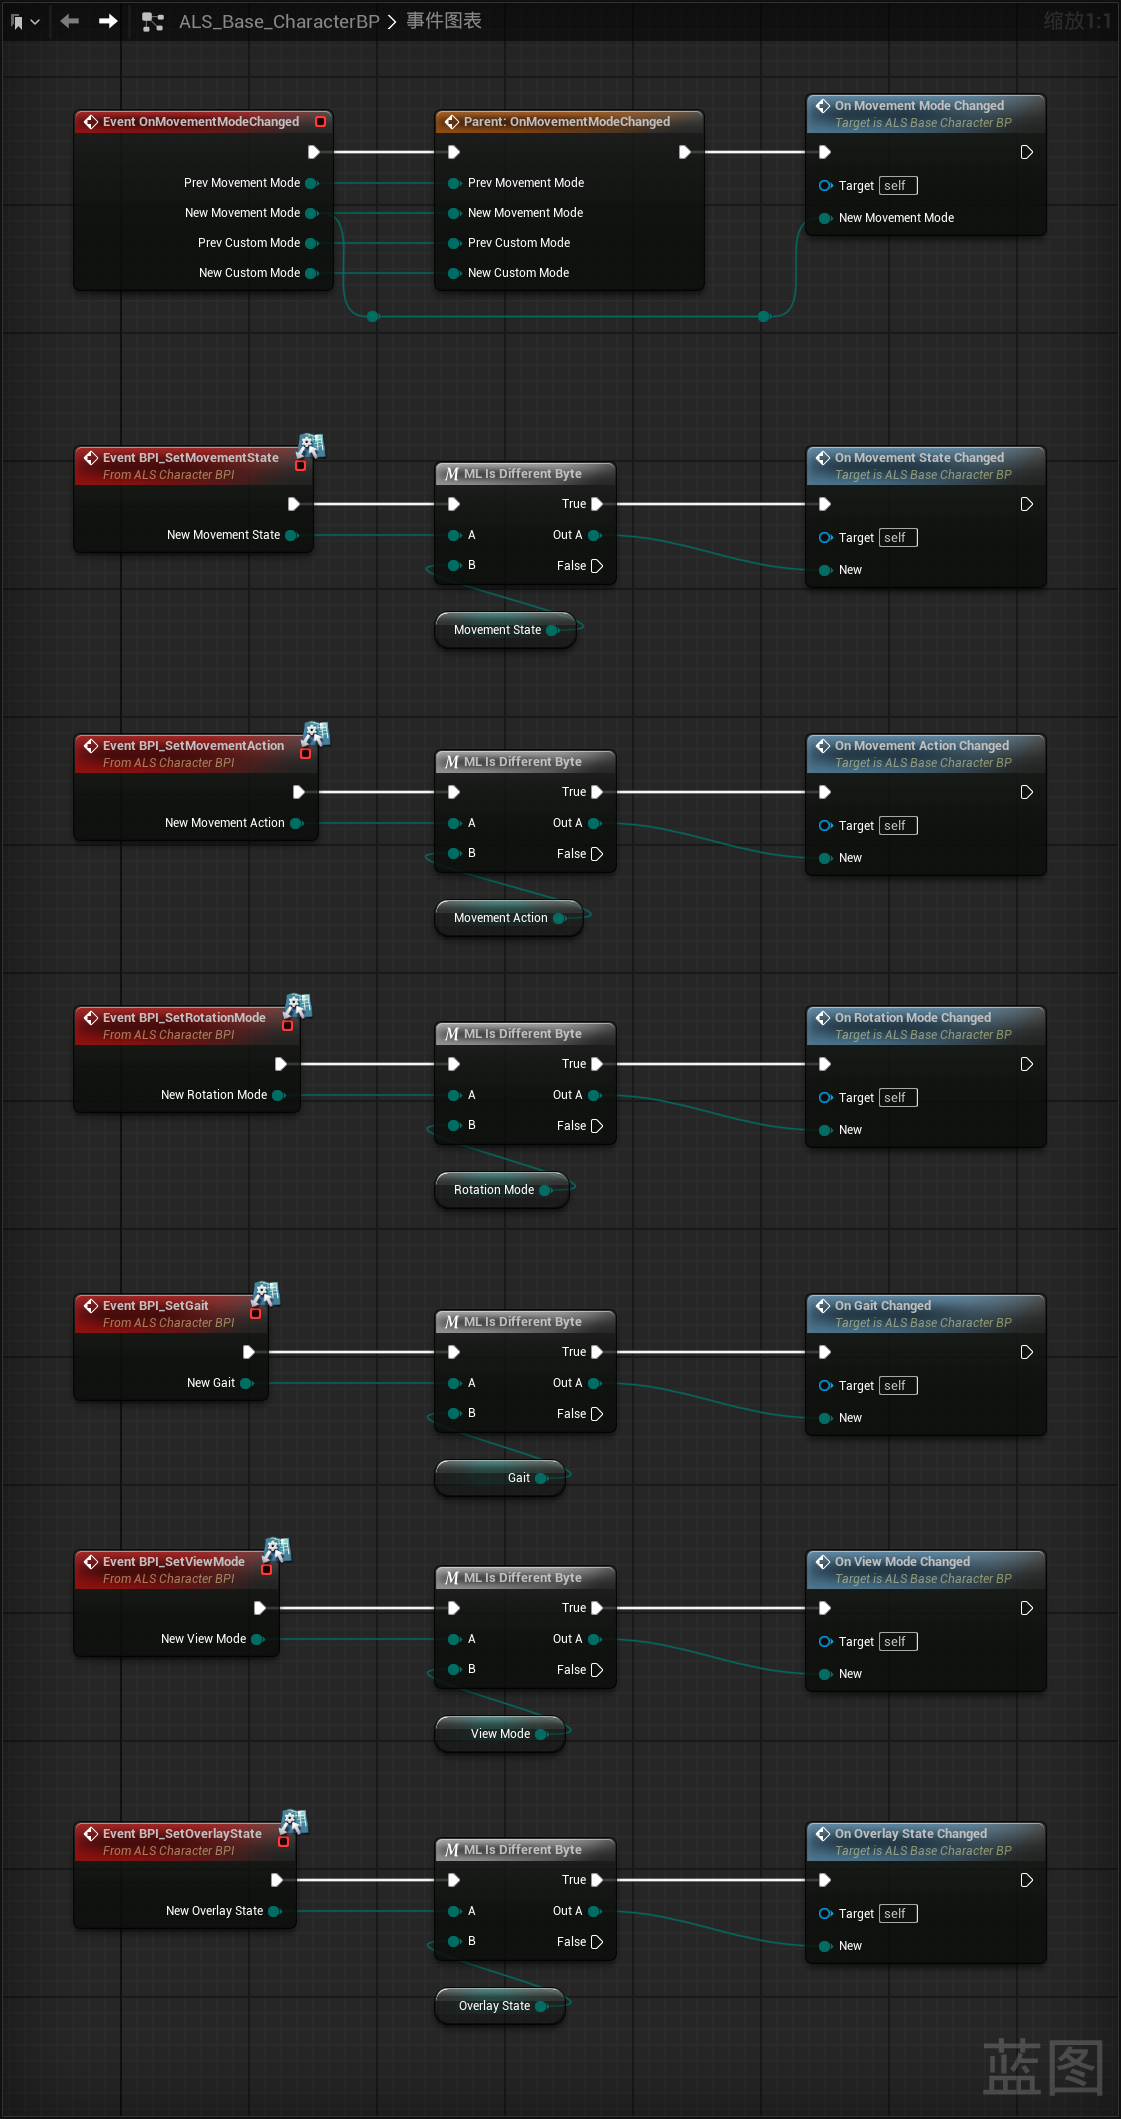 ALS_Base_CharacterBP > 事件图表
缩放1:1
Event OnMovementModeChanged
Prev Movement Mode
New Movement Mode
Prev Custom Mode
New Custom Mode
Parent: OnMovementModeChanged
Prev Movement Mode
New Movement Mode
Prev Custom Mode
New Custom Mode
On Movement Mode Changed
Target is ALS Base Character BP
Target self
New Movement Mode
Event BPI_SetMovementState
From ALS Character BPI
New Movement State
ML Is Different Byte
True
A Out A
B False
Movement State
On Movement State Changed
Target is ALS Base Character BP
Target self
New
Event BPI_SetMovementAction
From ALS Character BPI
New Movement Action
ML Is Different Byte
True
A Out A
B False
Movement Action
On Movement Action Changed
Target is ALS Base Character BP
Target self
New
Event BPI_SetRotationMode
From ALS Character BPI
New Rotation Mode
ML Is Different Byte
True
A Out A
B False
Rotation Mode
On Rotation Mode Changed
Target is ALS Base Character BP
Target self
New
Event BPI_SetGait
From ALS Character BPI
New Gait
ML Is Different Byte
True
A Out A
B False
Gait
On Gait Changed
Target is ALS Base Character BP
Target self
New
Event BPI_SetViewMode
From ALS Character BPI
New View Mode
ML Is Different Byte
True
A Out A
B False
View Mode
On View Mode Changed
Target is ALS Base Character BP
Target self
New
Event BPI_SetOverlayState
From ALS Character BPI
New Overlay State
ML Is Different Byte
True
A Out A
B False
Overlay State
On Overlay State Changed
Target is ALS Base Character BP
Target self
New
蓝图